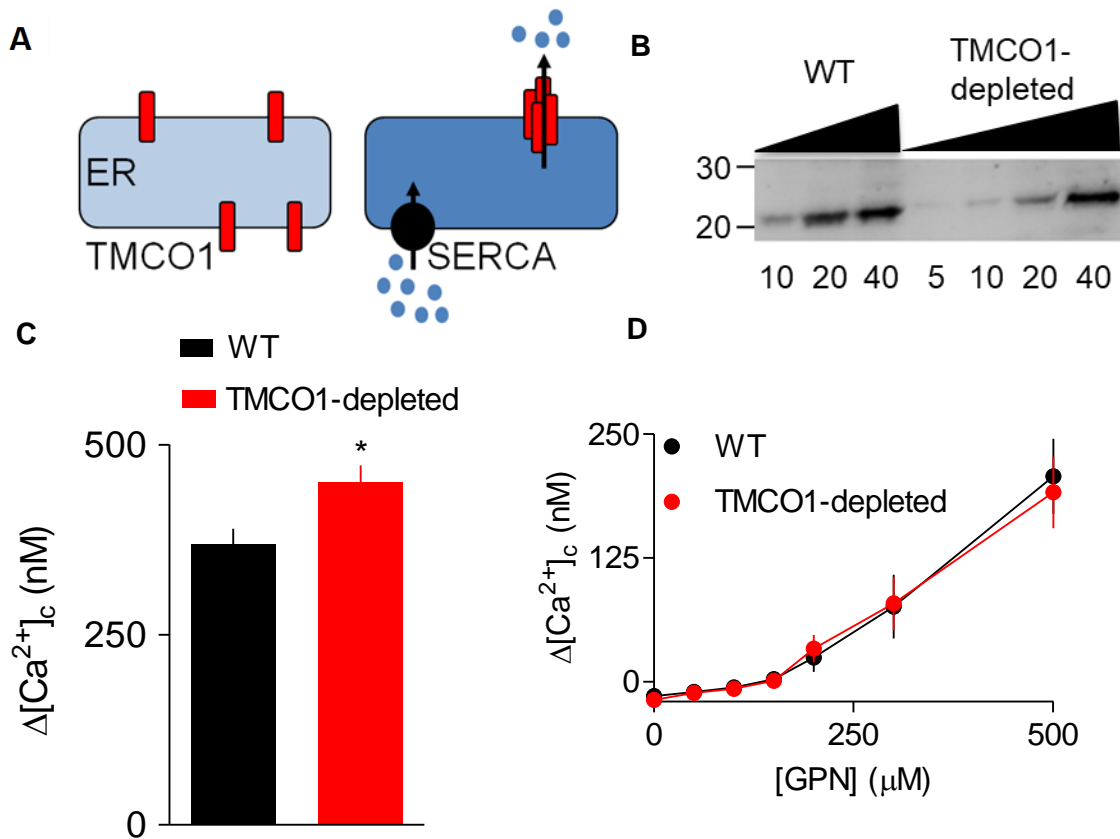 A
ER
TMCO1
SERCA
B
WT
TMCO1-
depleted
30
20
10 20 40 5 10 20 40
C
WT
TMCO1-depleted
*
500
250
0
Δ[Ca²⁺]c (nM)
D
WT
TMCO1-depleted
250
125
0
Δ[Ca²⁺]c (nM)
0 250 500
[GPN] (μM)